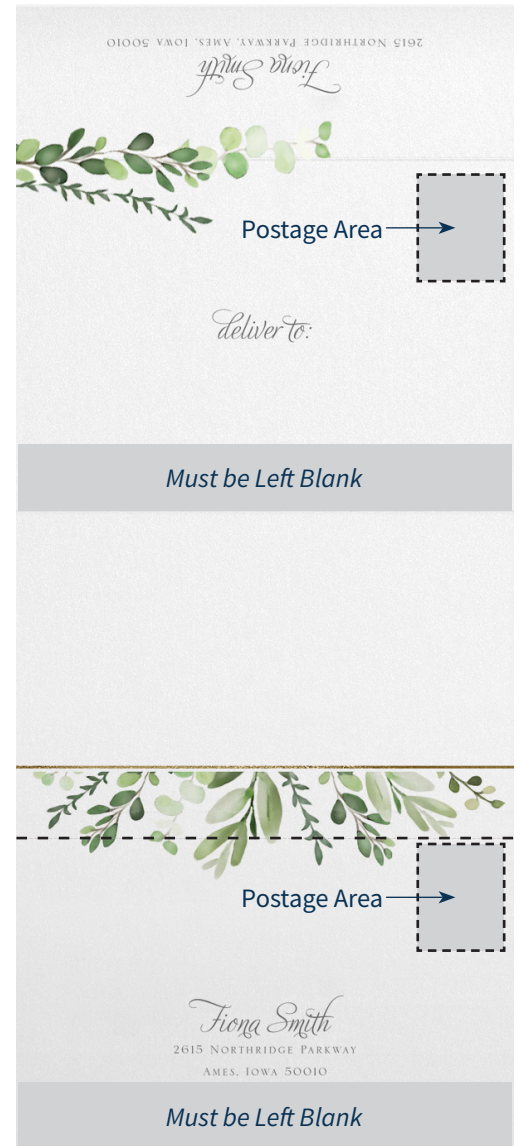 2615 Northridge Parkway, Ames, Iowa 50010
Fiona Smith
Postage Area
deliver to:
Must be Left Blank
Postage Area
Fiona Smith
2615 Northridge Parkway
Ames, Iowa 50010
Must be Left Blank